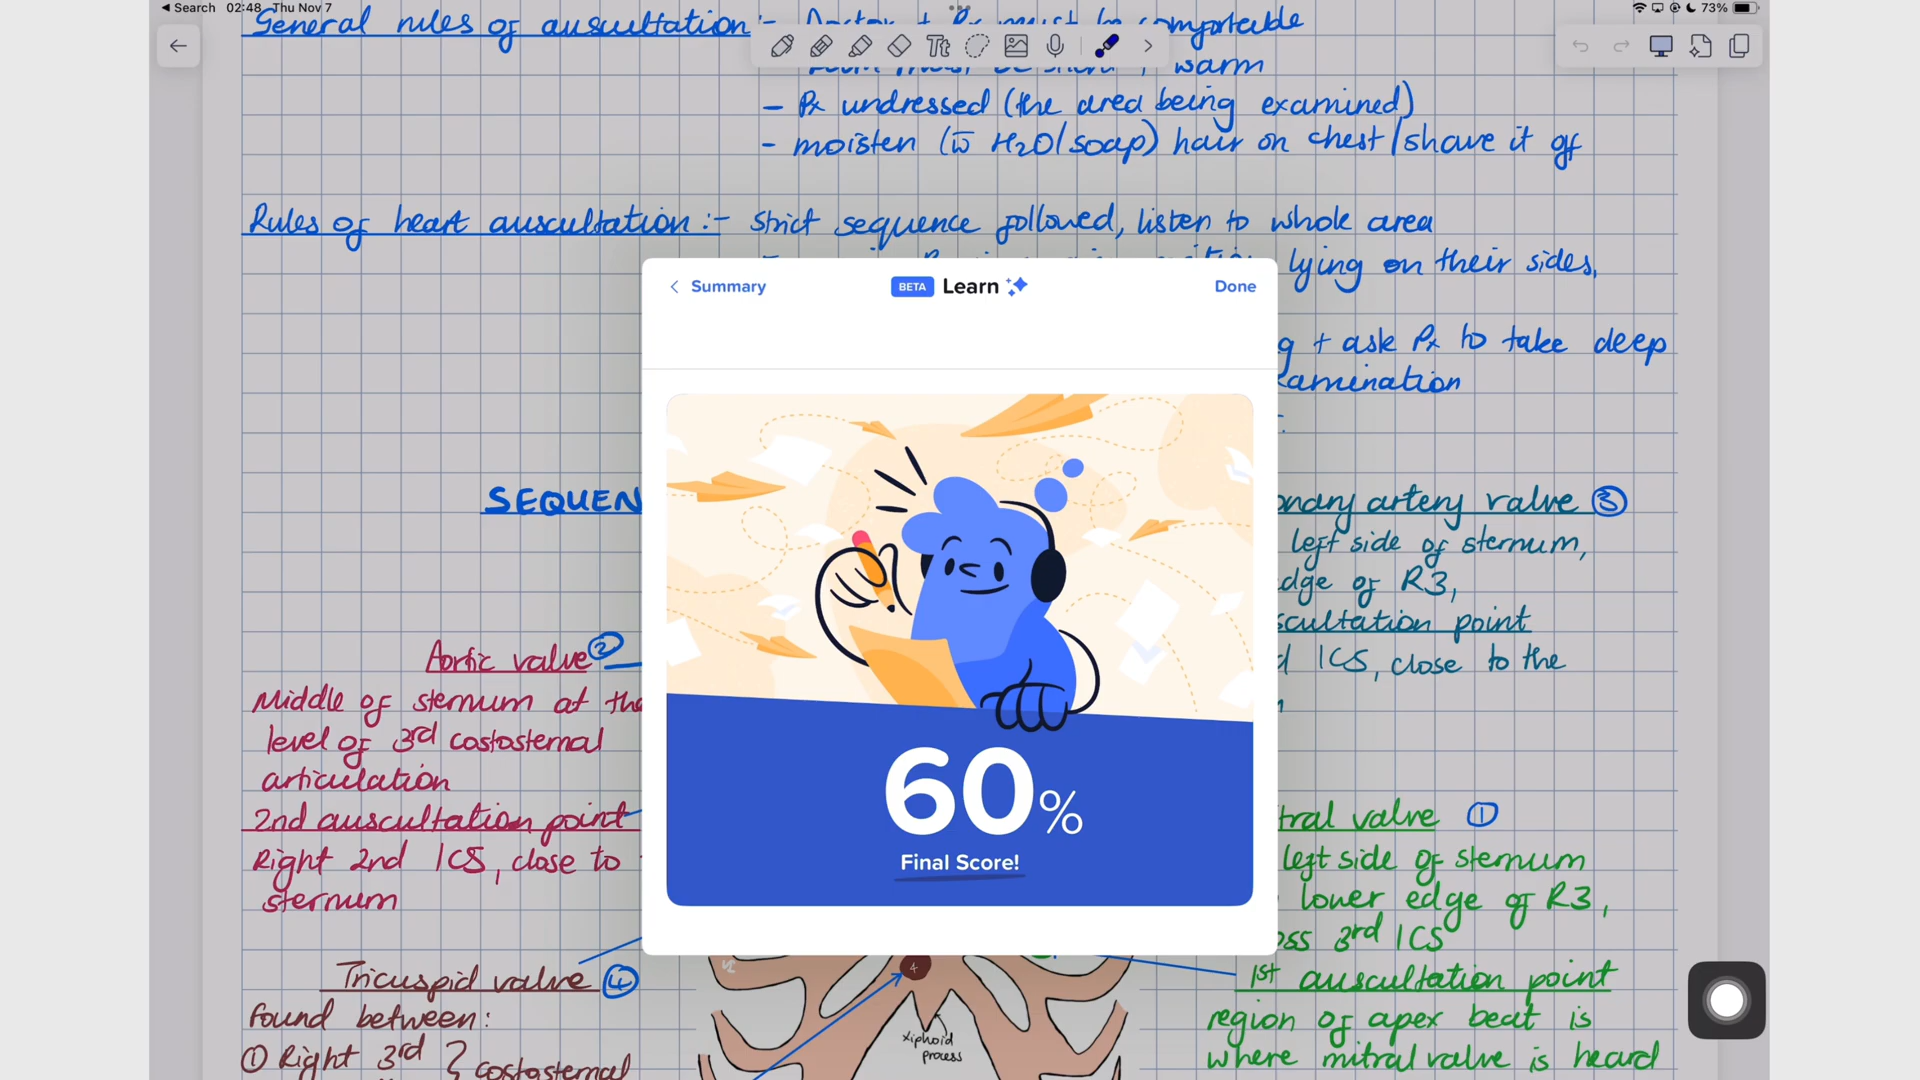 Search 02:48 Thu Nov 7
73%
General rules of auscultation :-
comfortable
warm
- Px undressed (the area being examined)
- moisten (w̄ H2O/soap) hair on chest/shave it off
Rules of heart auscultation :- Strict sequence followed, listen to whole area
lying on their sides,
+ ask Px to take deep
Summary
BETA Learn
Done
SEQUEN
artery valve ③
left side of sternum,
of R3,
point
ICS, close to the
60%
Final Score!
Aortic valve ②
Middle of sternum at the
level of 3rd costosternal
articulation
2nd auscultation point
Right 2nd ICS, close to
sternum
Tricuspid valve ④
Found between:
① Right 3rd
costosternal
valve ①
left side of sternum
lower edge of R3,
3rd ICS
1st auscultation point
region of apex beat is
where mitral valve is heard
4
xiphoid
process